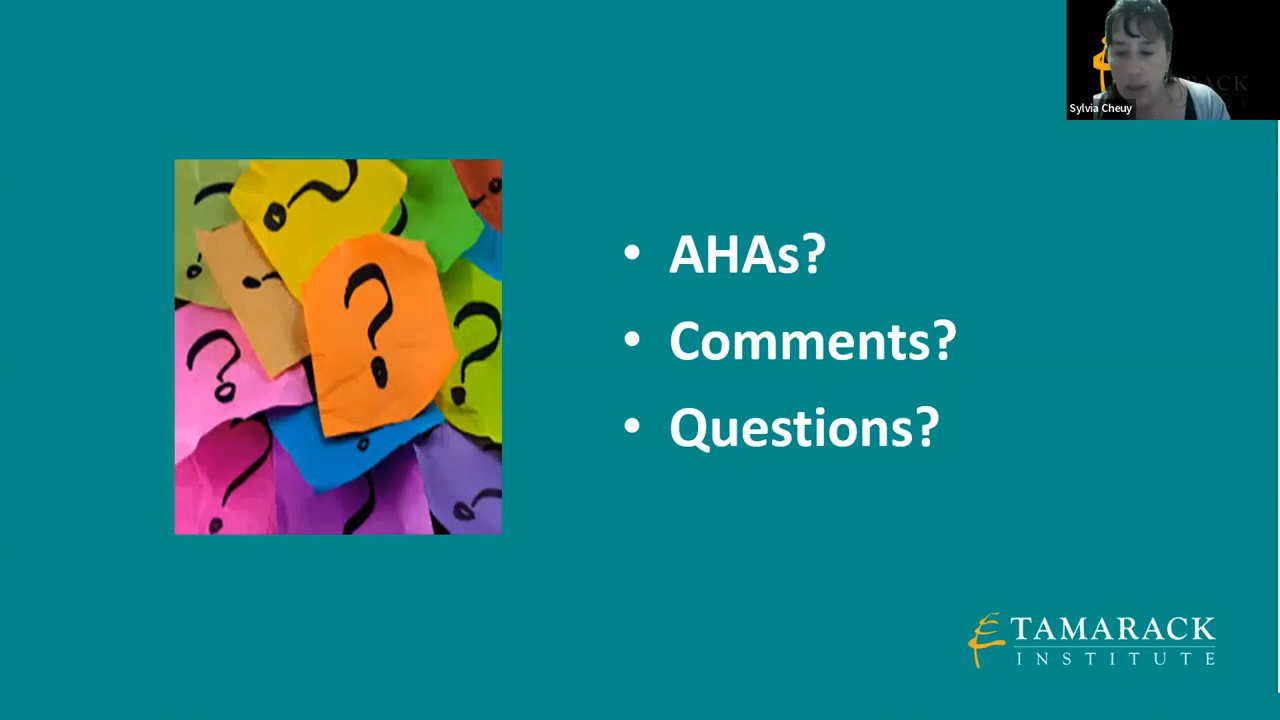 Sylvia Cheuy
• AHAs?
• Comments?
• Questions?
TAMARACK
INSTITUTE